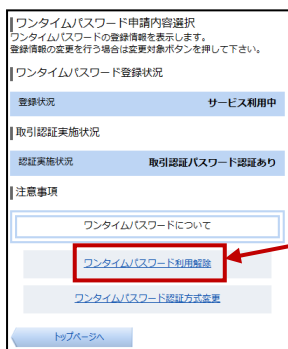 ワンタイムパスワード申請内容選択
ワンタイムパスワードの登録情報を表示します。
登録情報の変更を行う場合は変更対象ボタンを押して下さい。
ワンタイムパスワード登録状況
登録状況 サービス利用中
取引認証実施状況
認証実施状況 取引認証パスワード認証あり
注意事項
ワンタイムパスワードについて
ワンタイムパスワード利用解除
ワンタイムパスワード認証方式変更
トップページへ